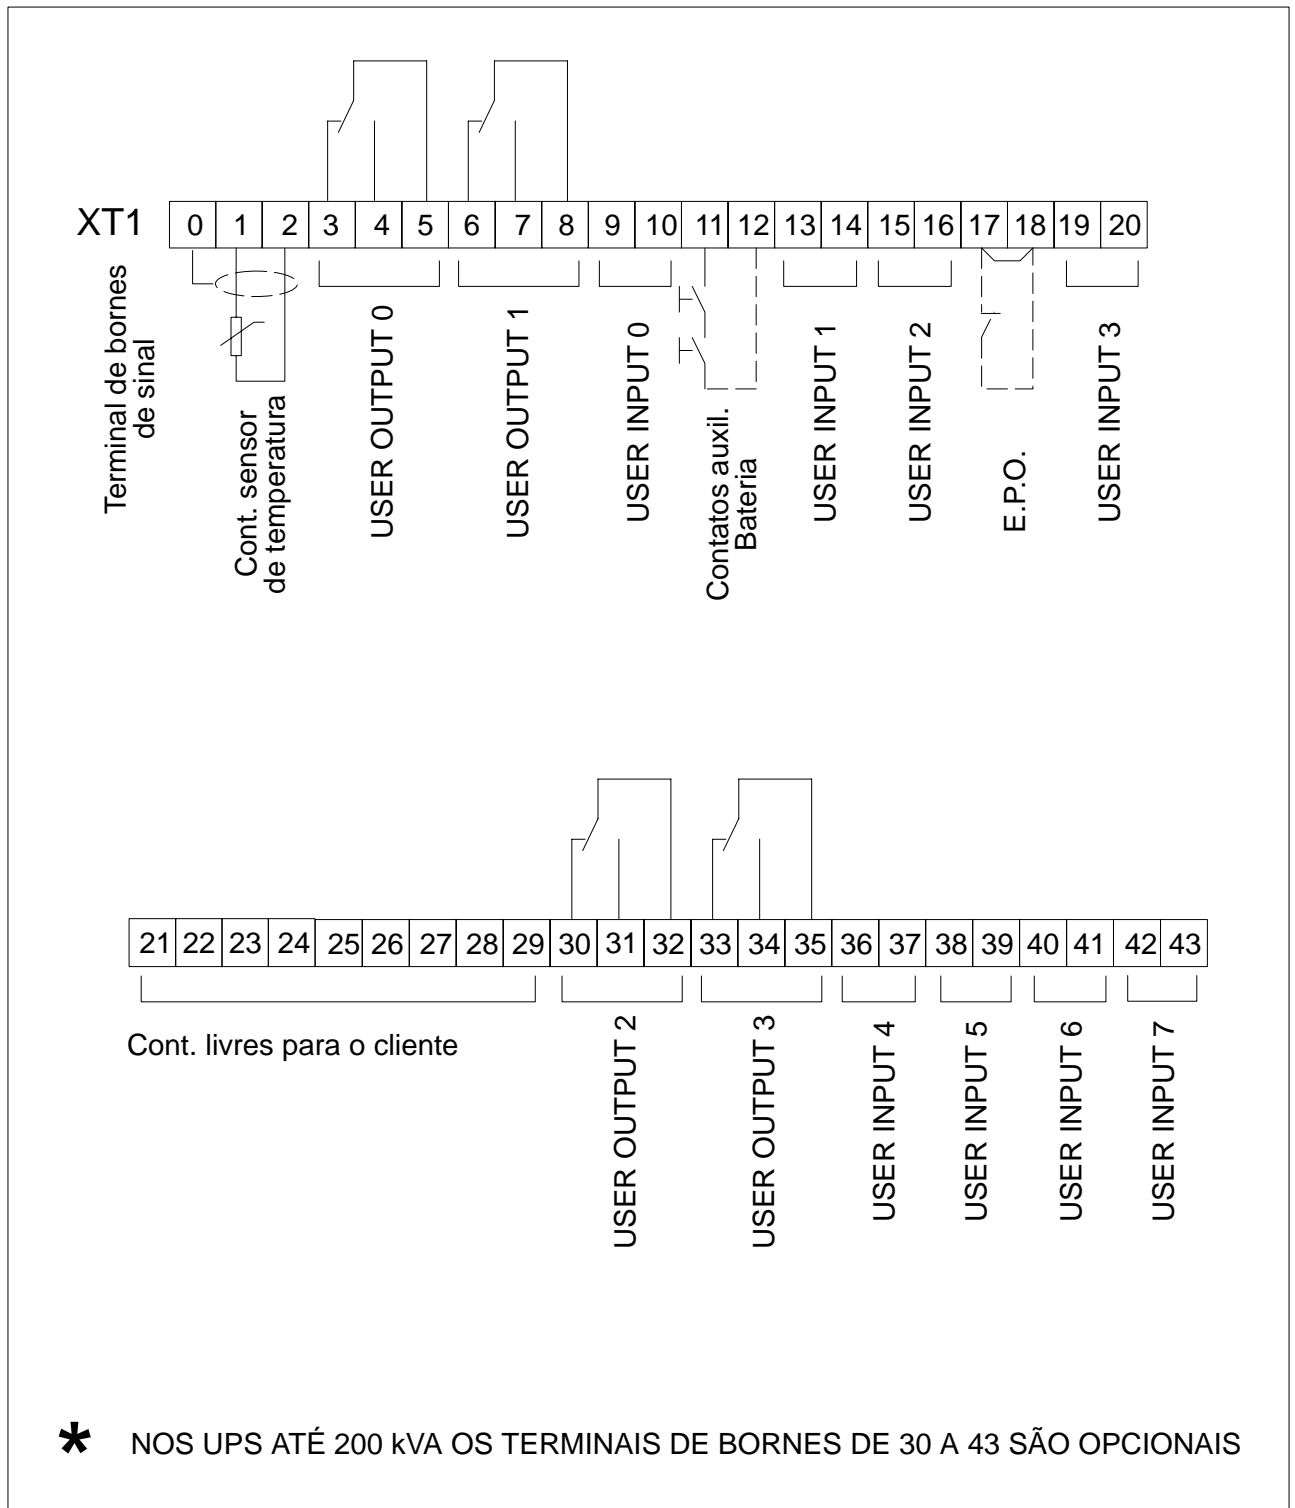 XT1 0 1 2 3 4 5 6 7 8 9 10 11 12 13 14 15 16 17 18 19 20
Terminal de bornes
de sinal
Cont. sensor
de temperatura
USER OUTPUT 0
USER OUTPUT 1
USER INPUT 0
Contatos auxil.
Bateria
USER INPUT 1
USER INPUT 2
E.P.O.
USER INPUT 3
21 22 23 24 25 26 27 28 29 30 31 32 33 34 35 36 37 38 39 40 41 42 43
Cont. livres para o cliente
USER OUTPUT 2
USER OUTPUT 3
USER INPUT 4
USER INPUT 5
USER INPUT 6
USER INPUT 7
* NOS UPS ATÉ 200 kVA OS TERMINAIS DE BORNES DE 30 A 43 SÃO OPCIONAIS